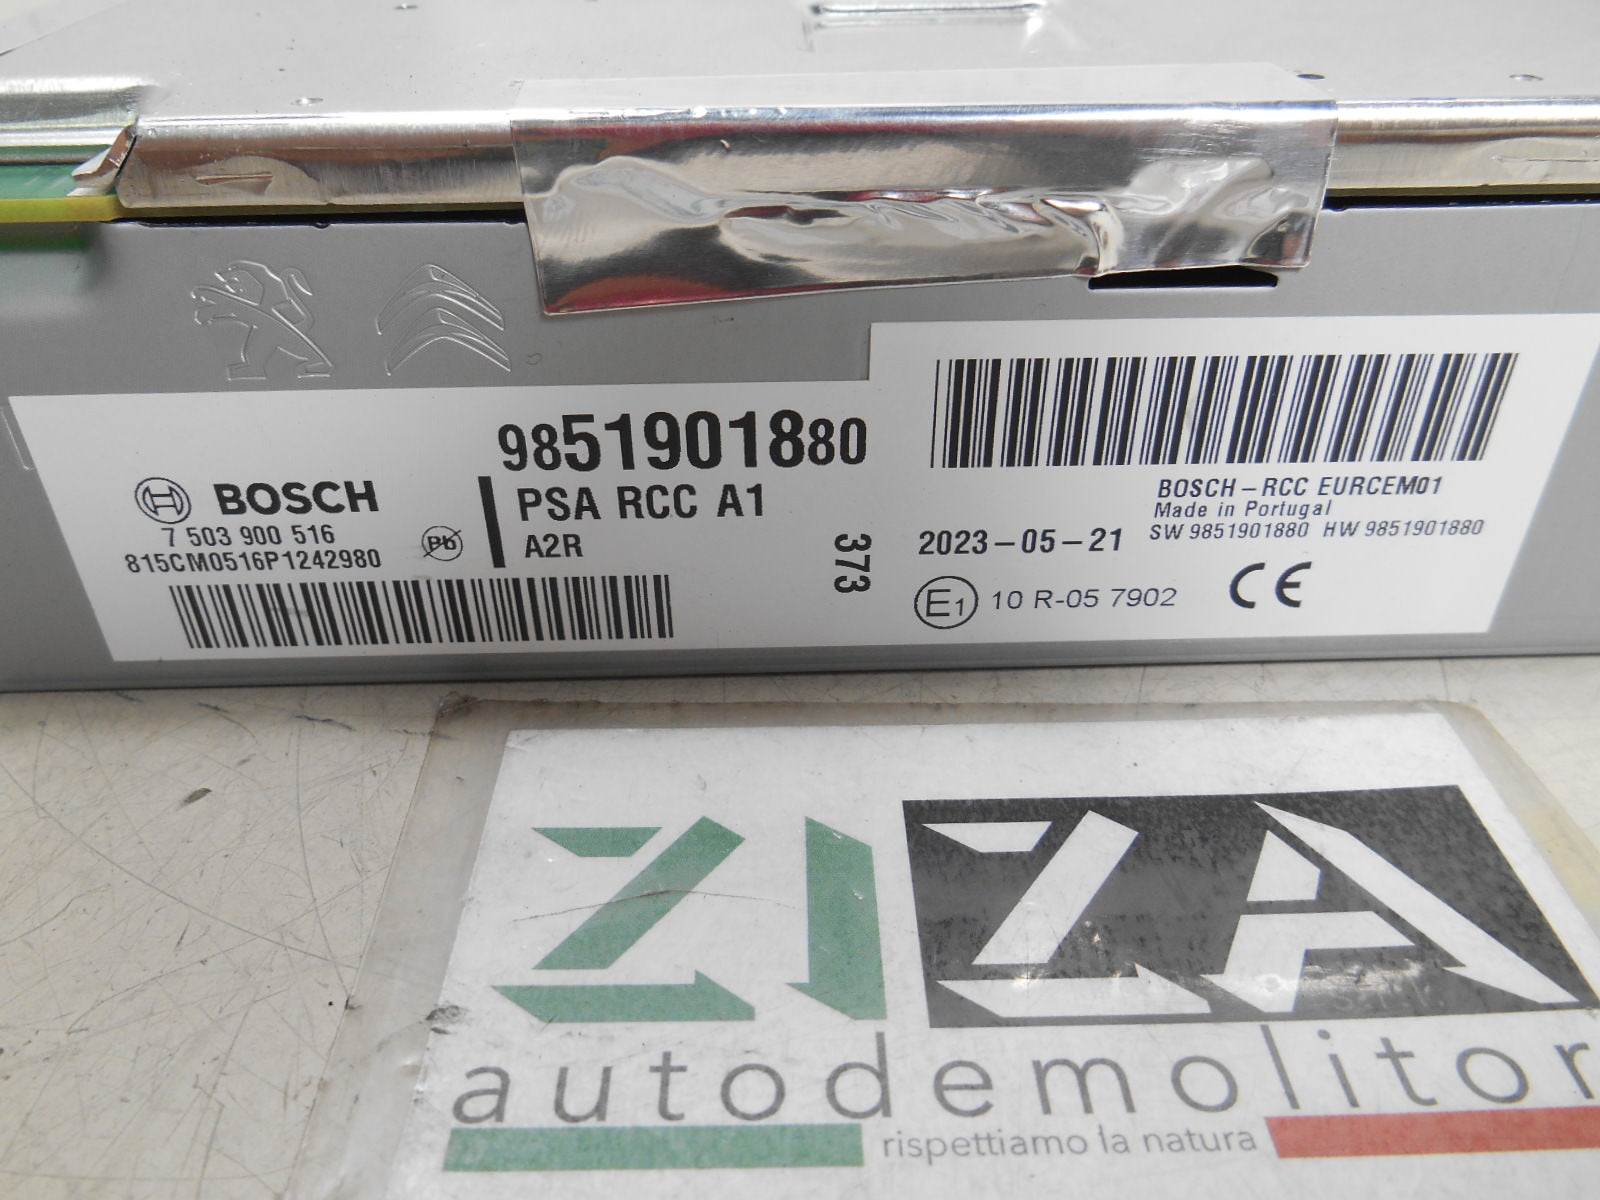 9851901880
BOSCH
7 503 900 516
815CM0516P1242980
Pb
PSA RCC A1
A2R
373
BOSCH - RCC EURCEM01
Made in Portugal
SW 9851901880 HW 9851901880
2023-05-21
E1 10 R-05 7902 CE
ZIZA
autodemolitor
rispettiamo la natura